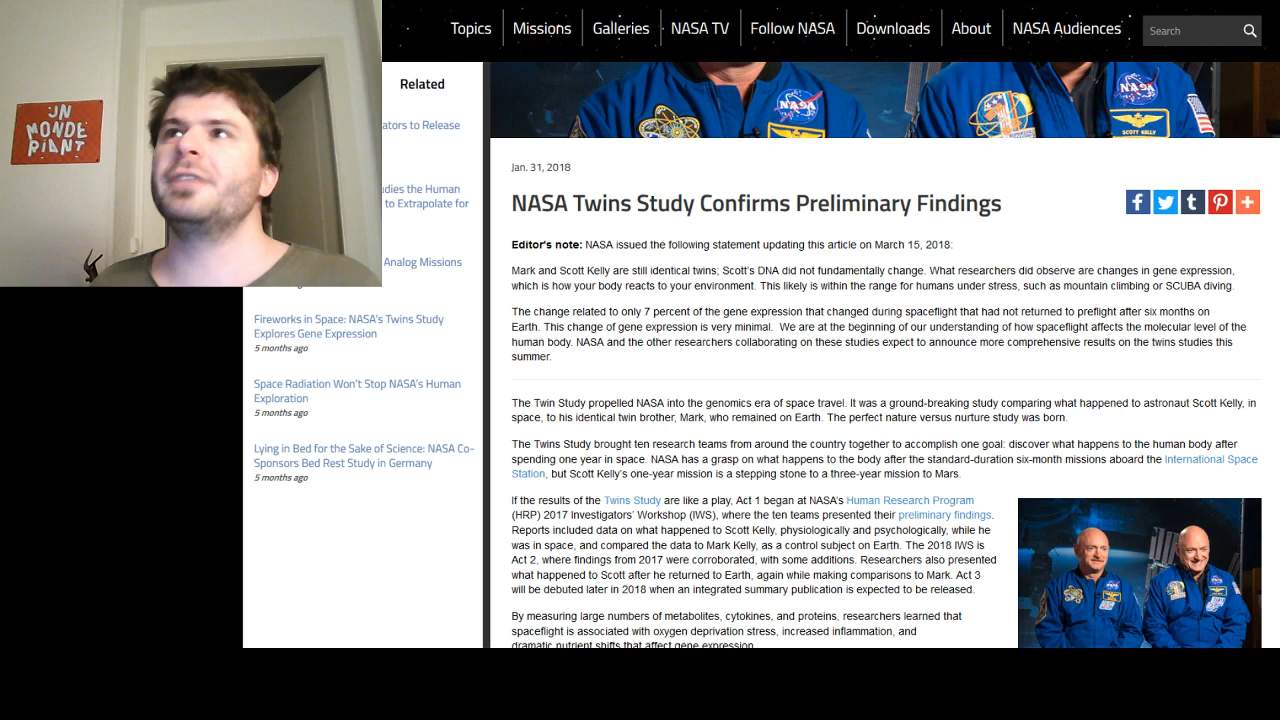 Topics
Missions
Galleries
NASA TV
Follow NASA
Downloads
About
NASA Audiences
Search
JN
MONDE
PIANT
Related
ators to Release
udies the Human
to Extrapolate for
Analog Missions
Fireworks in Space: NASA's Twins Study
Explores Gene Expression
5 months ago
Space Radiation Won't Stop NASA's Human
Exploration
5 months ago
Lying in Bed for the Sake of Science: NASA Co-
Sponsors Bed Rest Study in Germany
5 months ago
NASA
NASA
SCOTT KELLY
Jan. 31, 2018
NASA Twins Study Confirms Preliminary Findings
Editor's note: NASA issued the following statement updating this article on March 15, 2018:
Mark and Scott Kelly are still identical twins; Scott's DNA did not fundamentally change. What researchers did observe are changes in gene expression,
which is how your body reacts to your environment. This likely is within the range for humans under stress, such as mountain climbing or SCUBA diving.
The change related to only 7 percent of the gene expression that changed during spaceflight that had not returned to preflight after six months on
Earth. This change of gene expression is very minimal.  We are at the beginning of our understanding of how spaceflight affects the molecular level of the
human body. NASA and the other researchers collaborating on these studies expect to announce more comprehensive results on the twins studies this
summer.
The Twin Study propelled NASA into the genomics era of space travel. It was a ground-breaking study comparing what happened to astronaut Scott Kelly, in
space, to his identical twin brother, Mark, who remained on Earth. The perfect nature versus nurture study was born.
The Twins Study brought ten research teams from around the country together to accomplish one goal: discover what happens to the human body after
spending one year in space. NASA has a grasp on what happens to the body after the standard-duration six-month missions aboard the International Space
Station, but Scott Kelly's one-year mission is a stepping stone to a three-year mission to Mars.
If the results of the Twins Study are like a play, Act 1 began at NASA's Human Research Program
(HRP) 2017 Investigators' Workshop (IWS), where the ten teams presented their preliminary findings.
Reports included data on what happened to Scott Kelly, physiologically and psychologically, while he
was in space, and compared the data to Mark Kelly, as a control subject on Earth. The 2018 IWS is
Act 2, where findings from 2017 were corroborated, with some additions. Researchers also presented
what happened to Scott after he returned to Earth, again while making comparisons to Mark. Act 3
will be debuted later in 2018 when an integrated summary publication is expected to be released.
By measuring large numbers of metabolites, cytokines, and proteins, researchers learned that
spaceflight is associated with oxygen deprivation stress, increased inflammation, and
dramatic nutrient shifts that affect gene expression.